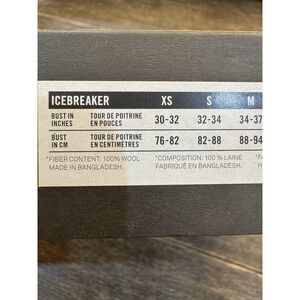 ICEBREAKER XS S M
BUST IN TOUR DE POITRINE 30-32 32-34 34-37
INCHES EN POUCES
BUST TOUR DE POITRINE 76-82 82-88 88-94
IN CM EN CENTIMÈTRES
*FIBER CONTENT: 100% WOOL *COMPOSITION: 100% LAINE *FA
MADE IN BANGLADESH. FABRIQUÉ EN BANGLADESH. H